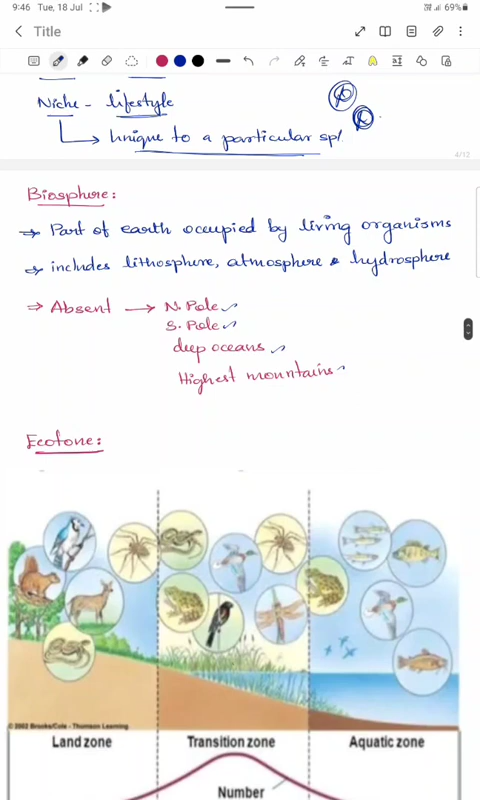 9:46 Tue, 18 Jul
69%
Title
Niche - lifestyle
Unique to a particular sp/.
4/12
Biosphere:
→ Part of earth occupied by living organisms
→ includes lithosphere, atmosphere & hydrosphere
⇒ Absent → N. Pole
S. Pole
deep oceans
Highest mountains
Ecotone:
© 2002 Brooks/Cole - Thomson Learning
Land zone Transition zone Aquatic zone
Number